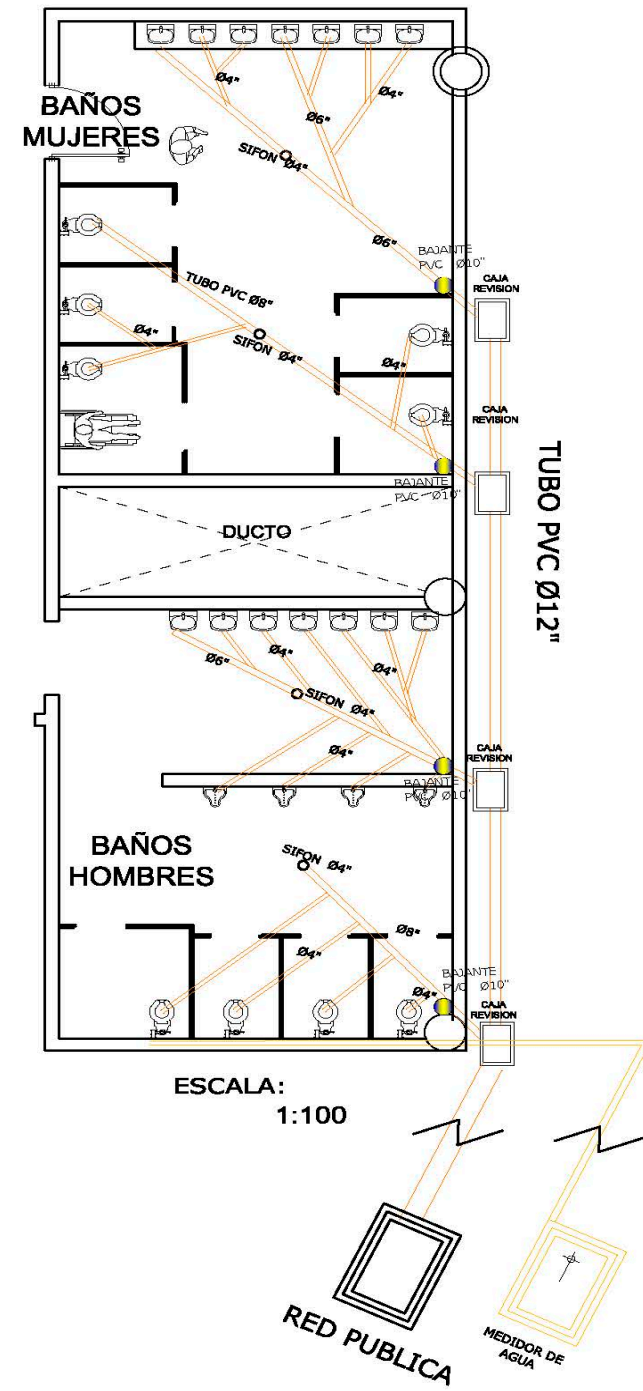 Ø4"
Ø4"
BAÑOS
MUJERES
Ø6"
SIFON Ø4"
Ø6"
BAJANTE
PVC Ø10"
CAJA
REVISION
TUBO PVC Ø8"
Ø4"
SIFON Ø4"
Ø4"
CAJA
REVISION
BAJANTE
PVC Ø10"
TUBO PVC Ø12"
DUCTO
Ø6"
Ø4"
Ø4"
SIFON Ø4"
Ø4"
CAJA
REVISION
BAJANTE
PVC Ø10"
BAÑOS
HOMBRES
SIFON Ø4"
Ø8"
Ø4"
BAJANTE
PVC Ø10"
Ø4"
CAJA
REVISION
ESCALA:
1:100
RED PUBLICA
MEDIDOR DE
AGUA